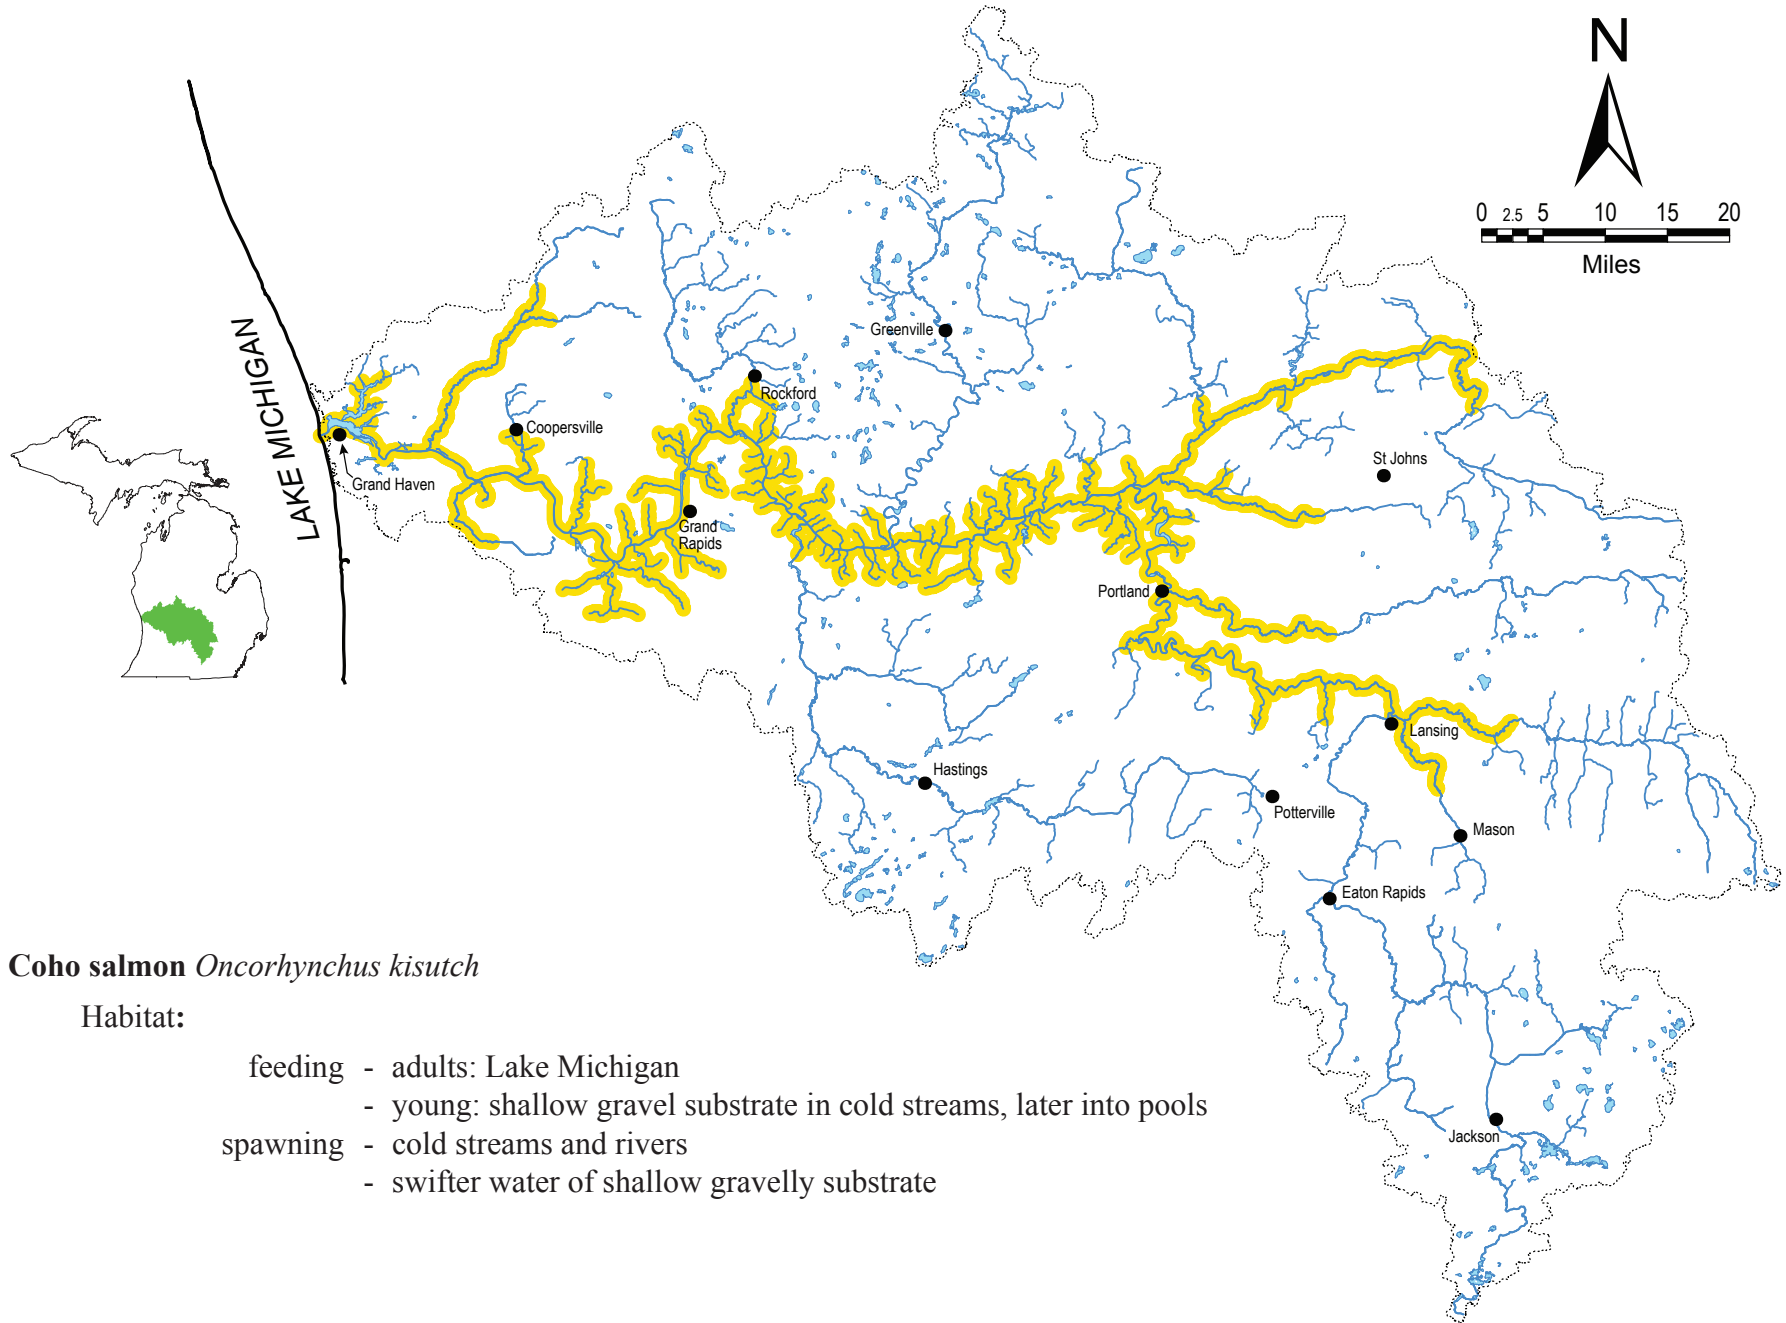 N
0 2.5 5 10 15 20
Miles
LAKE MICHIGAN
Greenville
Rockford
Coopersville
Grand Haven
St Johns
Grand
Rapids
Portland
Lansing
Hastings
Potterville
Mason
Eaton Rapids
Jackson
Coho salmon Oncorhynchus kisutch
Habitat:
feeding - adults: Lake Michigan
- young: shallow gravel substrate in cold streams, later into pools
spawning - cold streams and rivers
- swifter water of shallow gravelly substrate